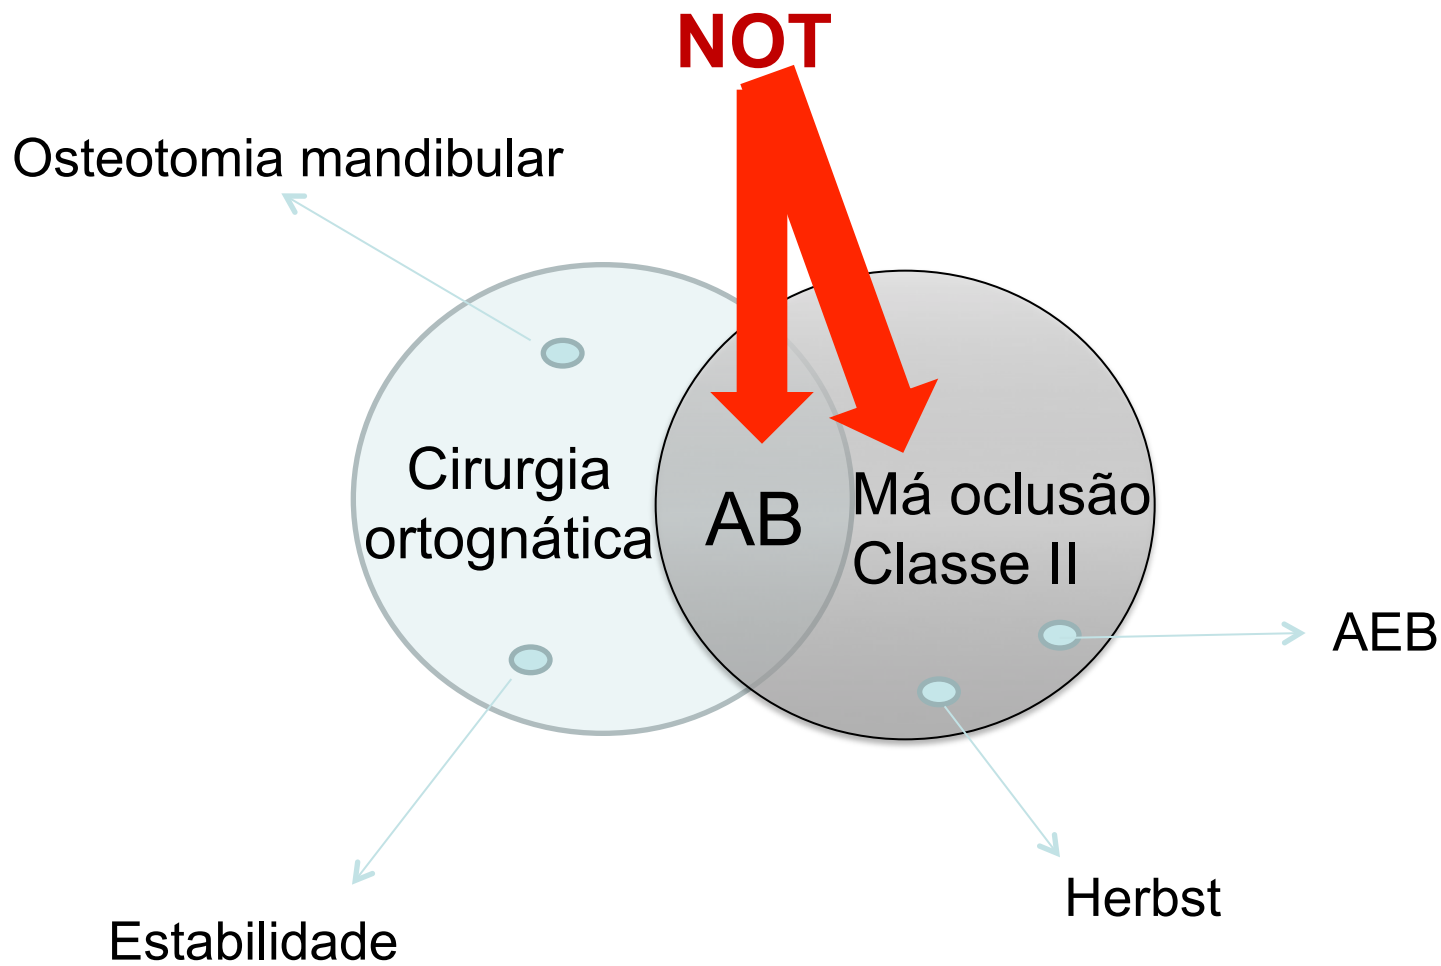 NOT
Osteotomia mandibular
Cirurgia
ortognática
AB
Má oclusão
Classe II
AEB
Herbst
Estabilidade